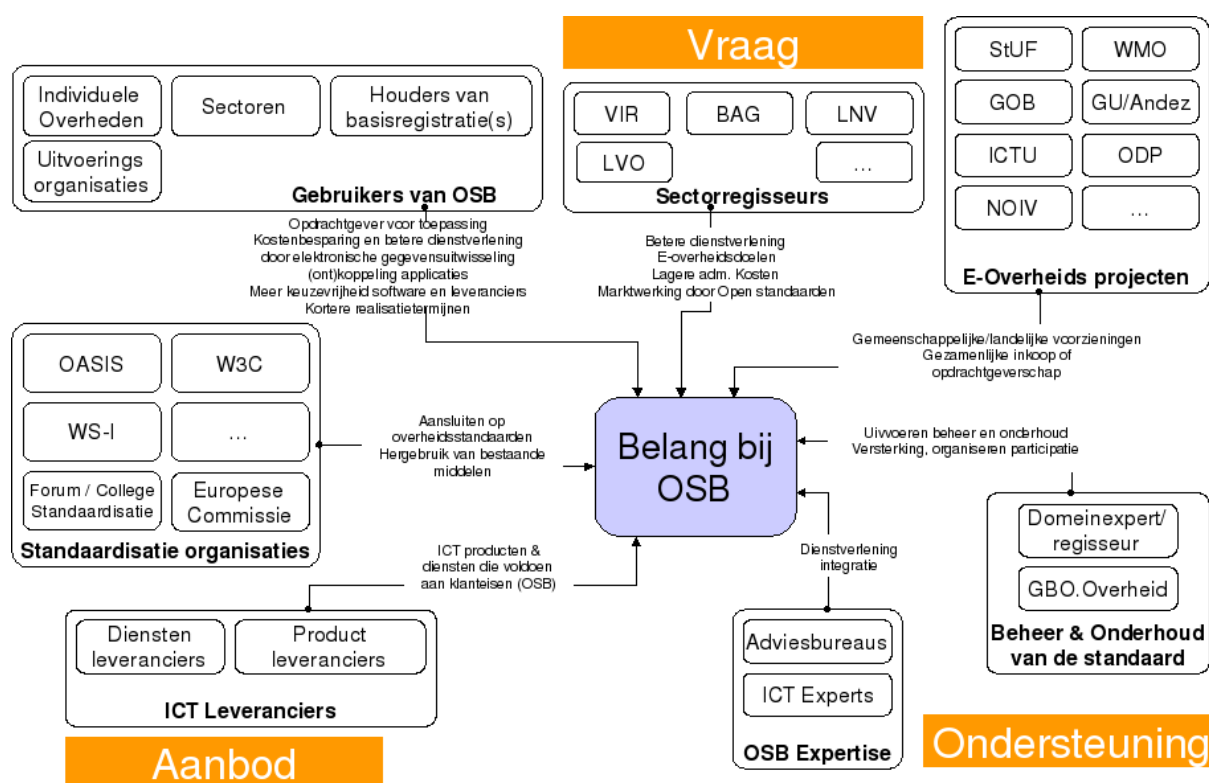 Vraag
Individuele
Overheden
Sectoren
Houders van
basisregistratie(s)
Uitvoerings
organisaties
Gebruikers van OSB
VIR
BAG
LNV
LVO
...
Sectorregisseurs
StUF
WMO
GOB
GU/Andez
ICTU
ODP
NOIV
...
E-Overheids projecten
Opdrachtgever voor toepassing
Kostenbesparing en betere dienstverlening
door elektronische gegevensuitwisseling
(ont)koppeling applicaties
Meer keuzevrijheid software en leveranciers
Kortere realisatietermijnen
Betere dienstverlening
E-overheidsdoelen
Lagere adm. Kosten
Marktwerking door Open standaarden
Gemeenschappelijke/landelijke voorzieningen
Gezamenlijke inkoop of
opdrachtgeverschap
OASIS
W3C
WS-I
...
Forum / College
Standaardisatie
Europese
Commissie
Standaardisatie organisaties
Aansluiten op
overheidsstandaarden
Hergebruik van bestaande
middelen
Belang bij
OSB
Uivvoeren beheer en onderhoud
Versterking, organiseren participatie
Domeinexpert/
regisseur
GBO.Overheid
Beheer & Onderhoud
van de standaard
ICT producten &
diensten die voldoen
aan klanteisen (OSB)
Dienstverlening
integratie
Diensten
leveranciers
Product
leveranciers
ICT Leveranciers
Adviesbureaus
ICT Experts
OSB Expertise
Aanbod
Ondersteuning